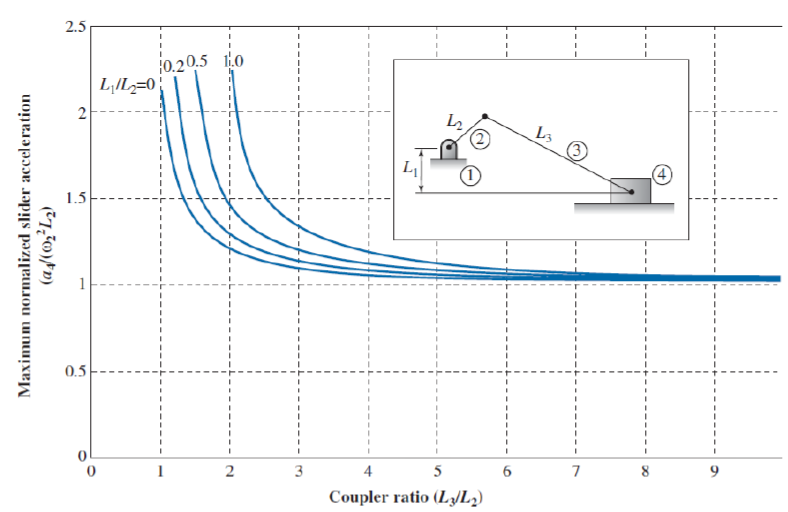 2.5
2
1.5
1
0.5
0
Maximum normalized slider acceleration
(a₄/(ω₂²L₂)
L₁/L₂=0
0.2
0.5
1.0
L₂
②
L₃
③
L₁
①
④
0 1 2 3 4 5 6 7 8 9
Coupler ratio (L₃/L₂)